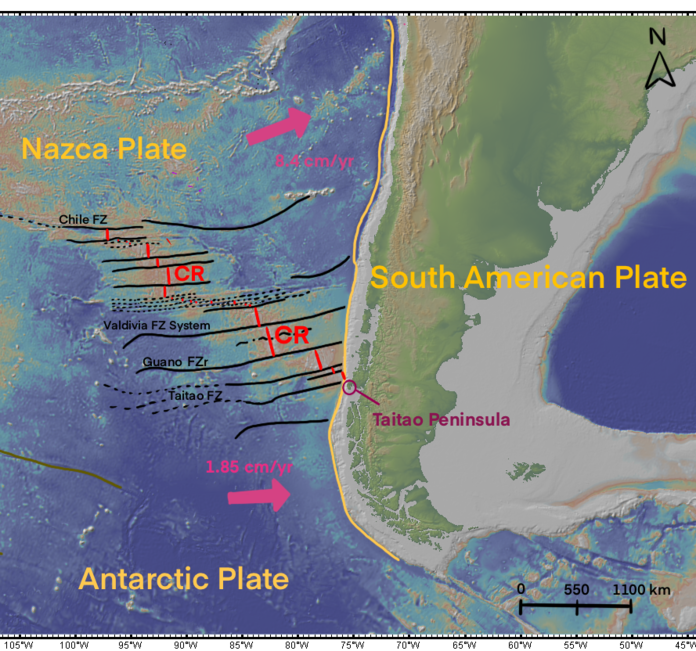 N
Nazca Plate
8.4 cm/yr
Chile FZ
CR
South American Plate
Valdivia FZ System
CR
Guano FZr
Taitao FZ
Taitao Peninsula
1.85 cm/yr
Antarctic Plate
0 550 1100 km
105°W 100°W 95°W 90°W 85°W 80°W 75°W 70°W 65°W 60°W 55°W 50°W 45°W